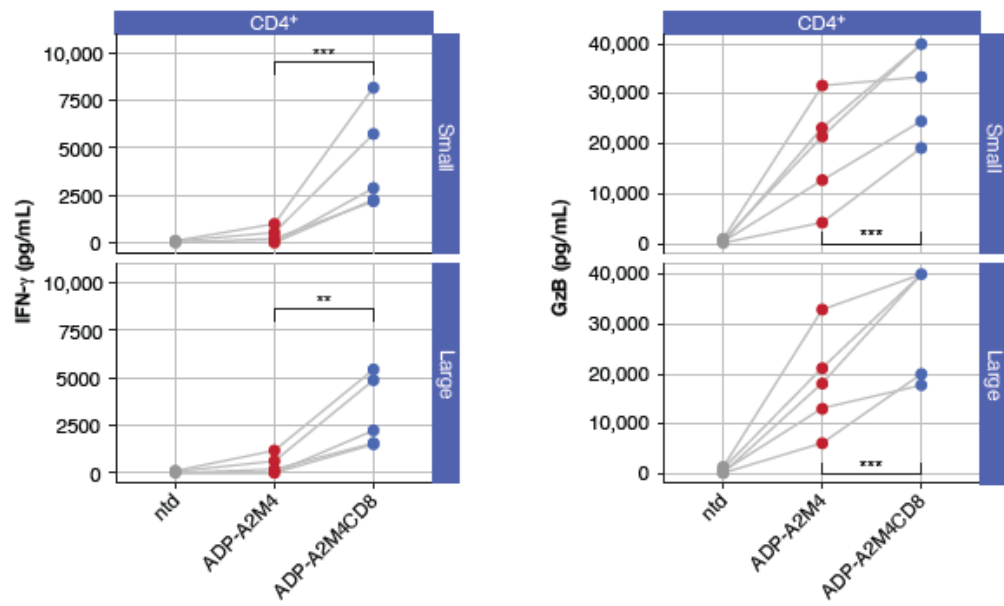 CD4⁺
IFN-γ (pg/mL)
10,000
7500
5000
2500
0
***
Small
10,000
7500
5000
2500
0
**
Large
ntd
ADP-A2M4
ADP-A2M4CD8
CD4⁺
GzB (pg/mL)
40,000
30,000
20,000
10,000
0
***
Small
40,000
30,000
20,000
10,000
0
***
Large
ntd
ADP-A2M4
ADP-A2M4CD8